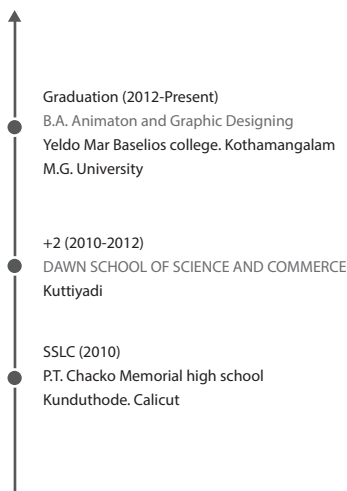 Graduation (2012-Present)
B.A. Animaton and Graphic Designing
Yeldo Mar Baselios college. Kothamangalam
M.G. University
+2 (2010-2012)
DAWN SCHOOL OF SCIENCE AND COMMERCE
Kuttiyadi
SSLC (2010)
P.T. Chacko Memorial high school
Kunduthode. Calicut